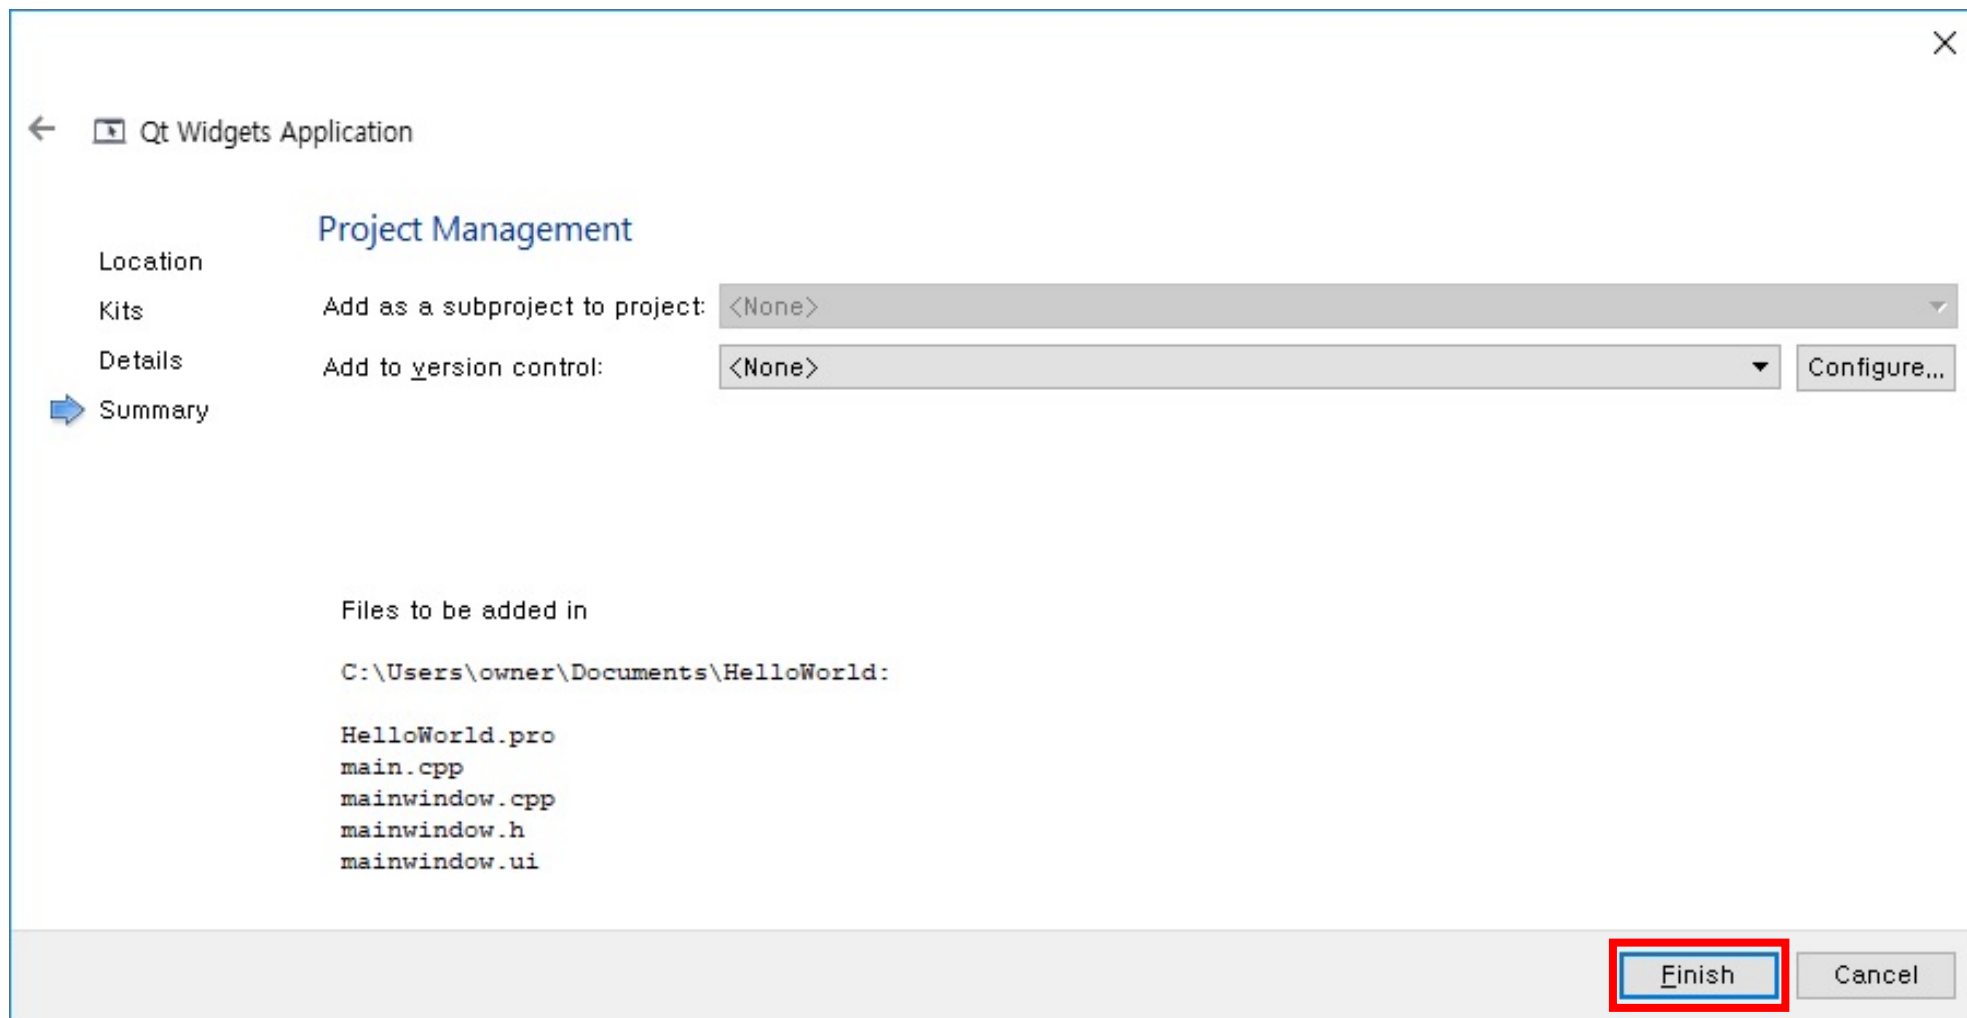 Qt Widgets Application
Project Management
Location
Kits
Details
Summary
Add as a subproject to project: <None>
Add to version control: <None> Configure...
Files to be added in
C:\Users\owner\Documents\HelloWorld:
HelloWorld.pro
main.cpp
mainwindow.cpp
mainwindow.h
mainwindow.ui
Finish Cancel